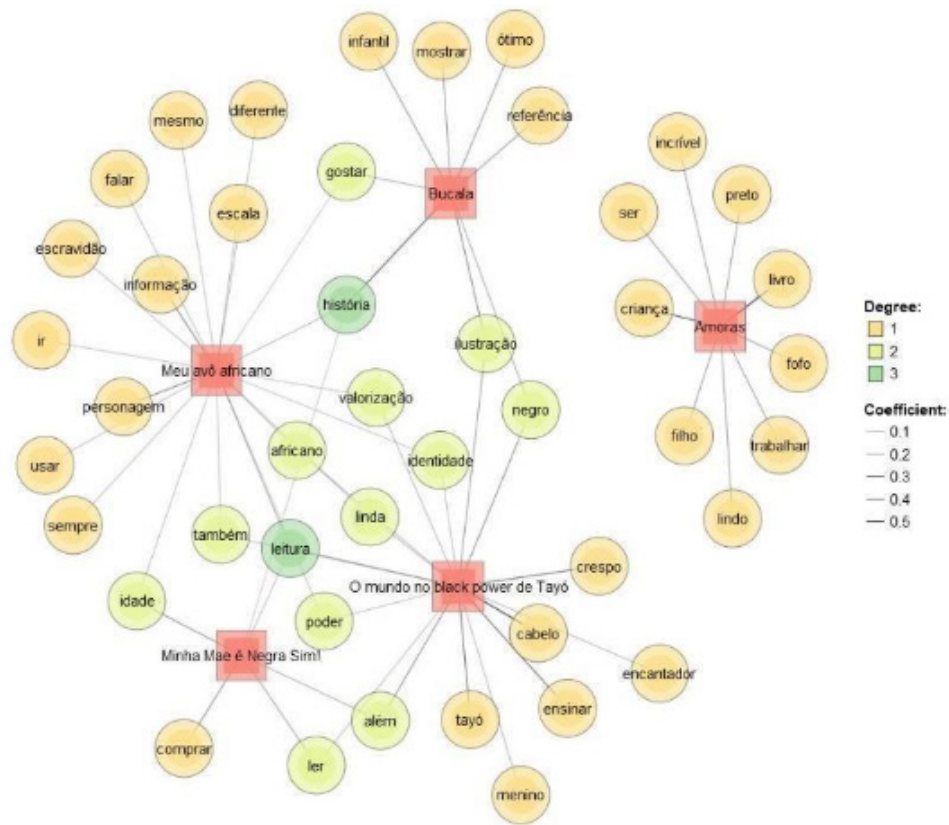 infantil
mostrar
ótimo
referência
gostar
Bucala
mesmo
diferente
falar
escala
escravidão
informação
história
ir
Meu avô africano
personagem
usar
sempre
valorização
africano
identidade
ilustração
negro
linda
também
leitura
idade
poder
Minha Mae é Negra Sim!
O mundo no black power de Tayó
crespo
cabelo
encantador
ensinar
tayó
além
comprar
ler
menino
incrível
preto
ser
livro
criança
Amoras
fofo
filho
trabalhar
lindo
Degree:
1
2
3
Coefficient:
0.1
0.2
0.3
0.4
0.5